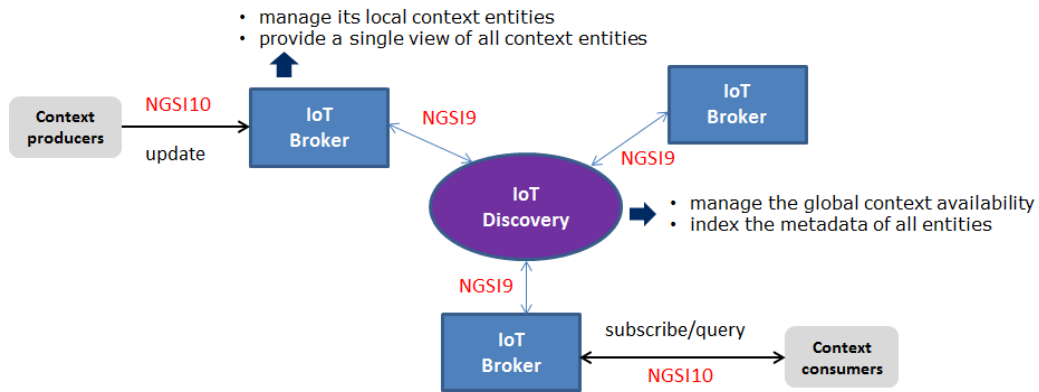 • manage its local context entities
• provide a single view of all context entities
NGSI10
Context
producers
update
IoT
Broker
NGSI9
IoT
Broker
NGSI9
IoT
Discovery
• manage the global context availability
• index the metadata of all entities
NGSI9
IoT
Broker
subscribe/query
NGSI10
Context
consumers